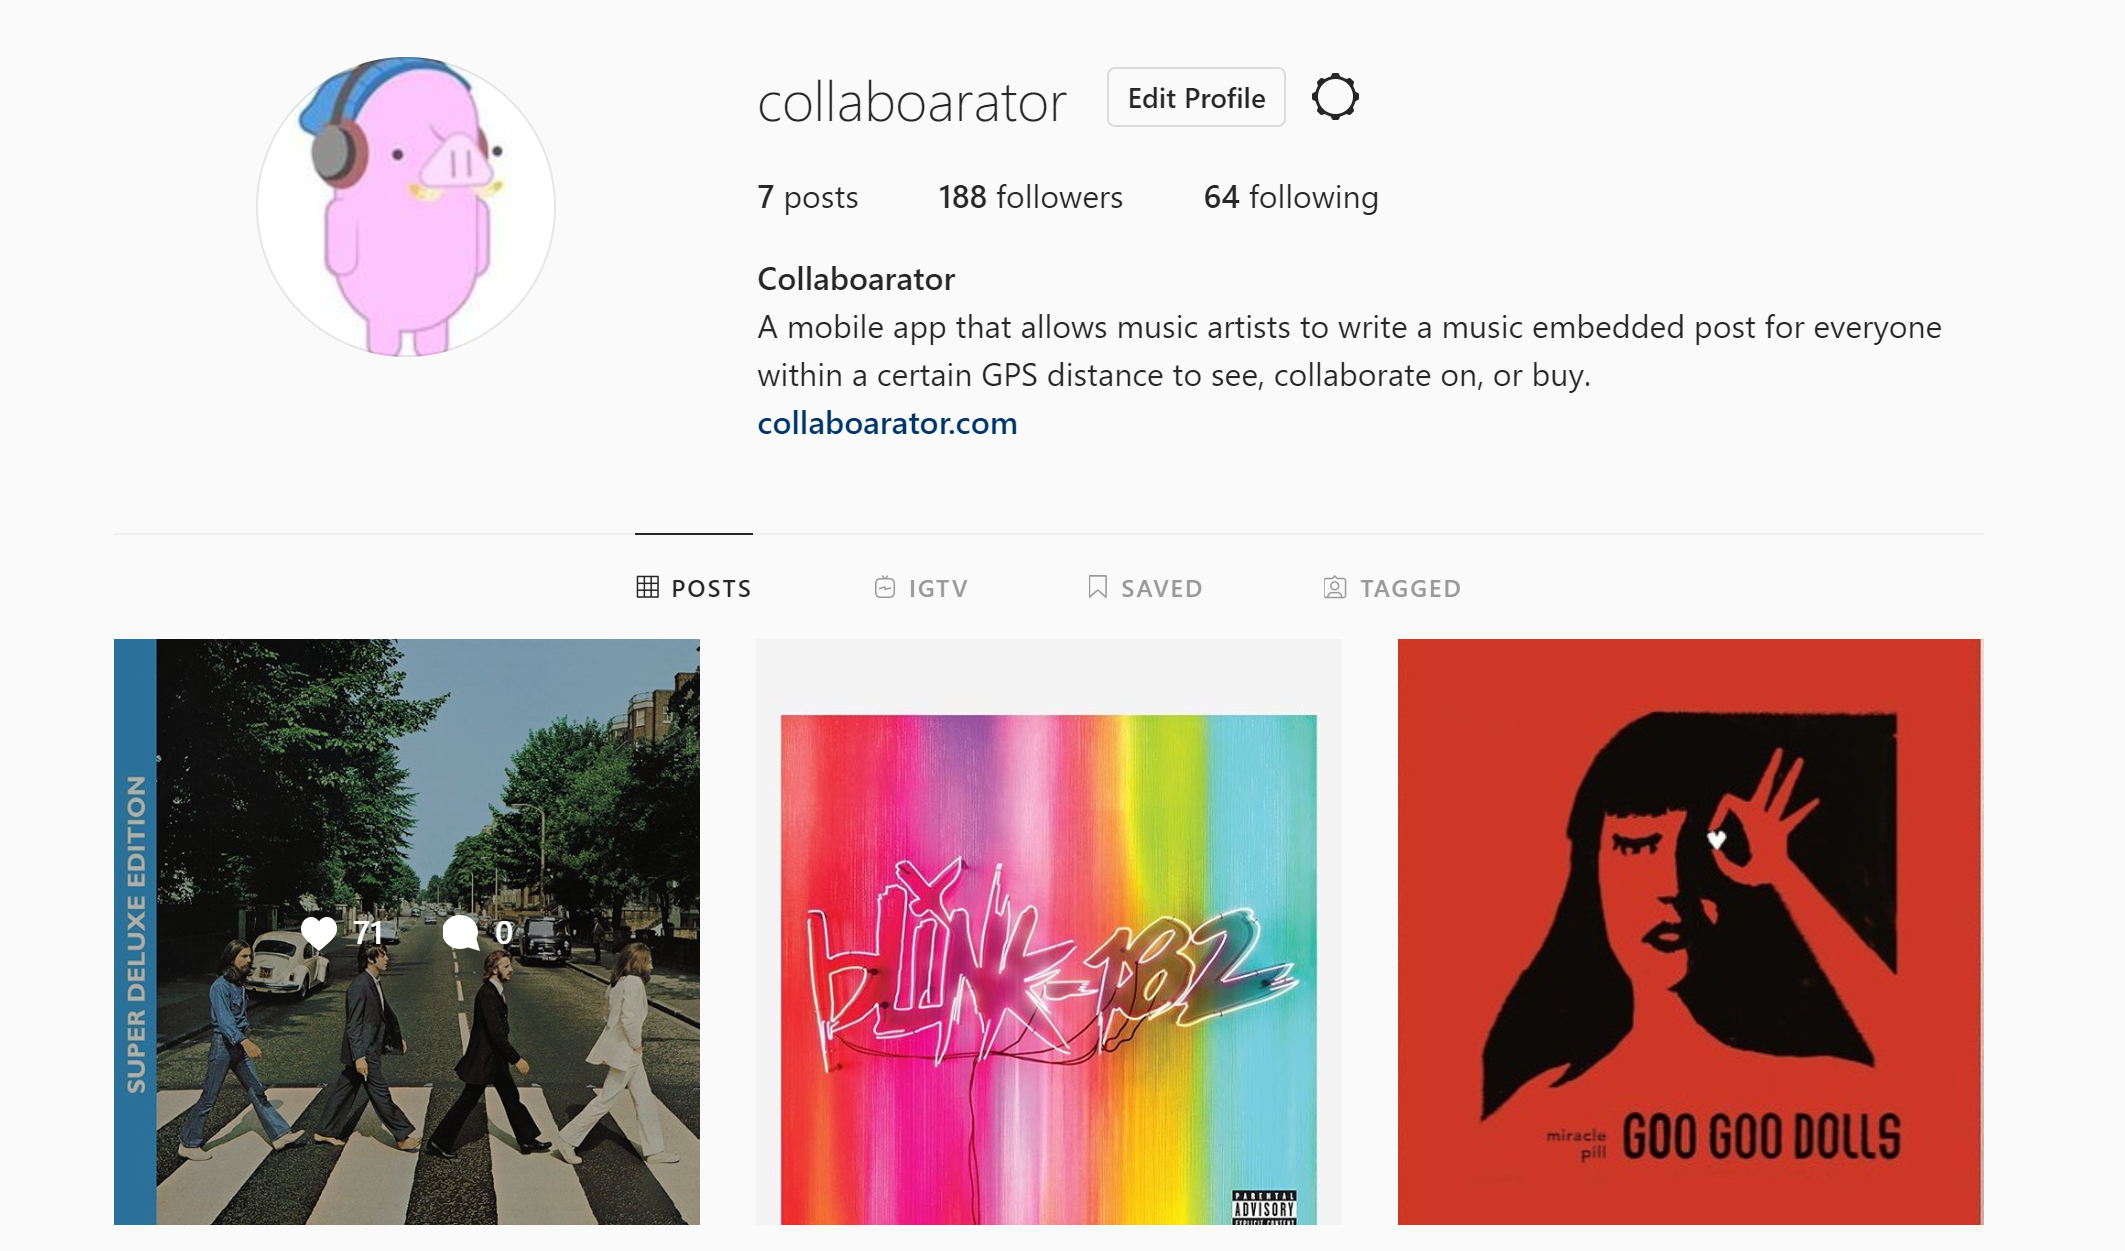 collaboarator
Edit Profile
7 posts
188 followers
64 following
Collaboarator
A mobile app that allows music artists to write a music embedded post for everyone
within a certain GPS distance to see, collaborate on, or buy.
collaboarator.com
POSTS
IGTV
SAVED
TAGGED
SUPER DELUXE EDITION
71
0
blink-182
PARENTAL
ADVISORY
EXPLICIT CONTENT
miracle
pill
GOO GOO DOLLS